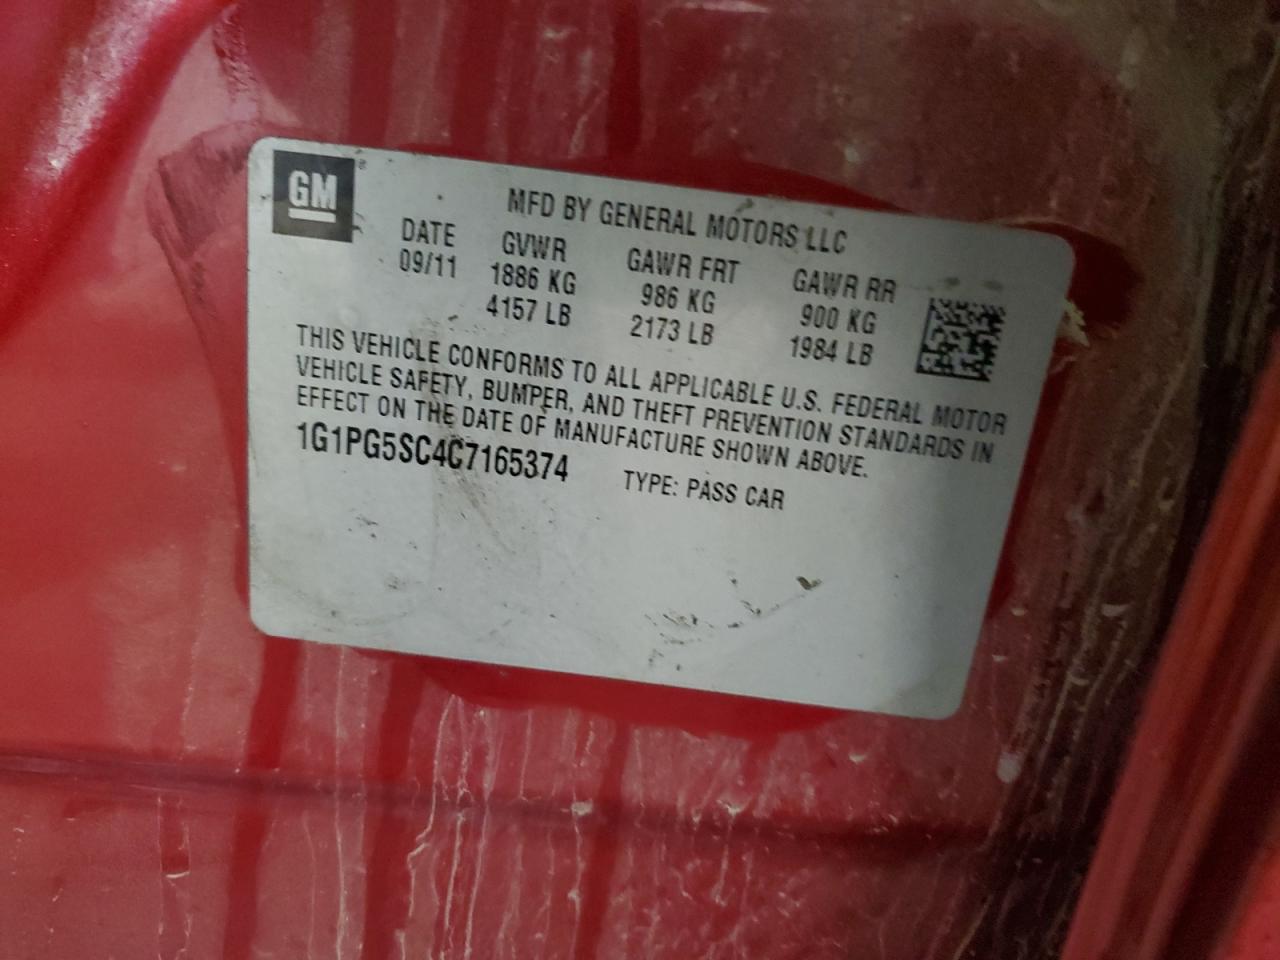 GM
MFD BY GENERAL MOTORS LLC
DATE GVWR GAWR FRT GAWR RR
09/11 1886 KG 986 KG 900 KG
4157 LB 2173 LB 1984 LB
THIS VEHICLE CONFORMS TO ALL APPLICABLE U.S. FEDERAL MOTOR
VEHICLE SAFETY, BUMPER, AND THEFT PREVENTION STANDARDS IN
EFFECT ON THE DATE OF MANUFACTURE SHOWN ABOVE.
1G1PG5SC4C7165374 TYPE: PASS CAR